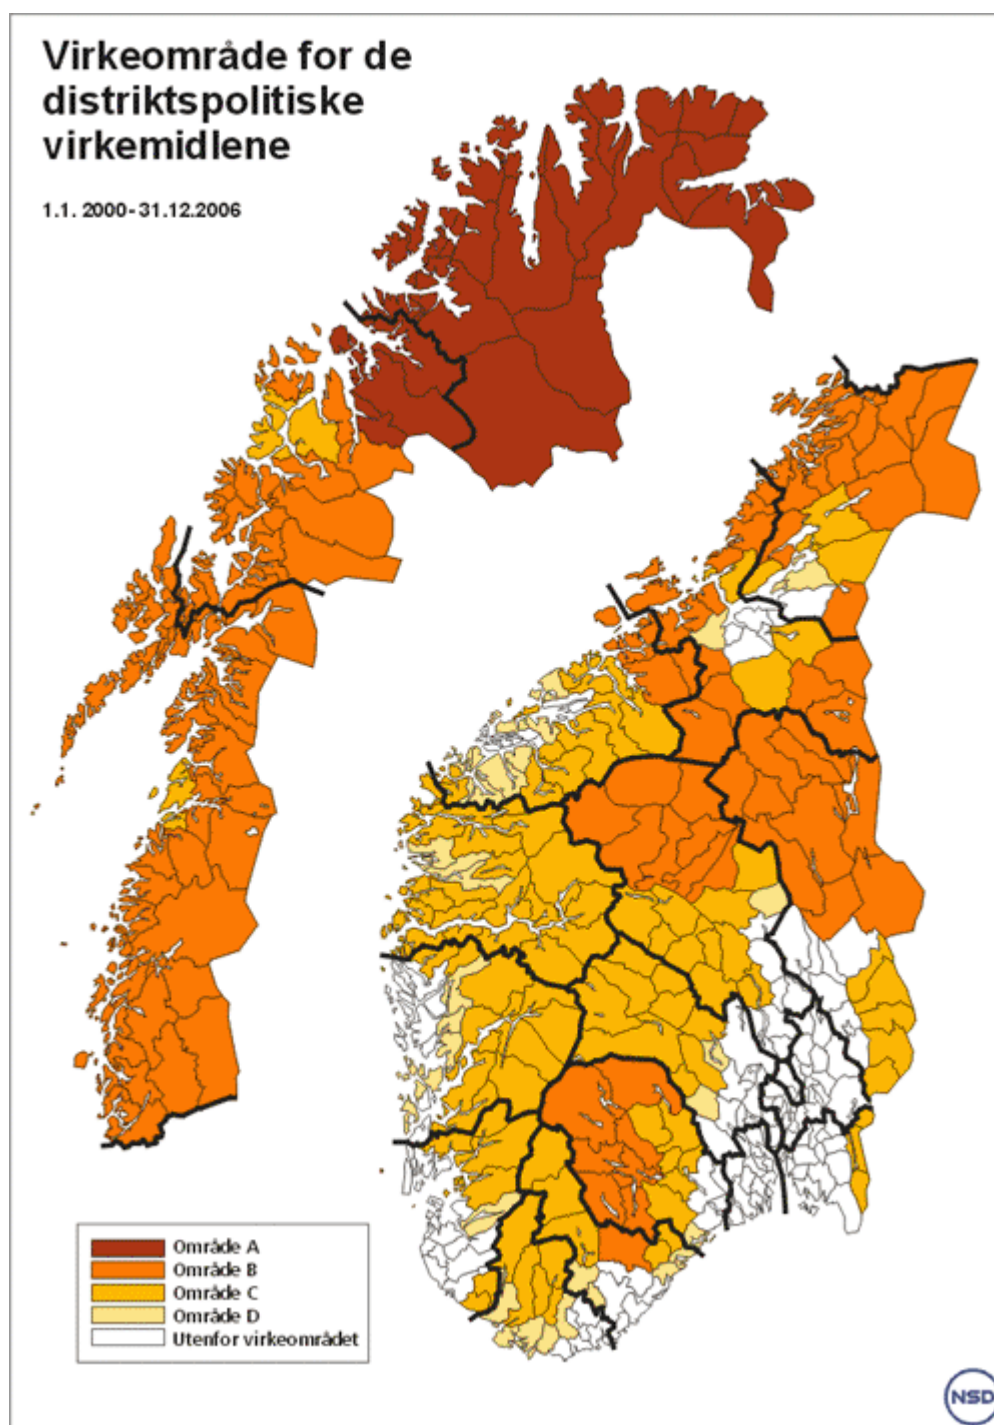 Virkeområde for de
distriktspolitiske
virkemidlene
1.1. 2000-31.12.2006
Område A
Område B
Område C
Område D
Utenfor virkeområdet
NSD